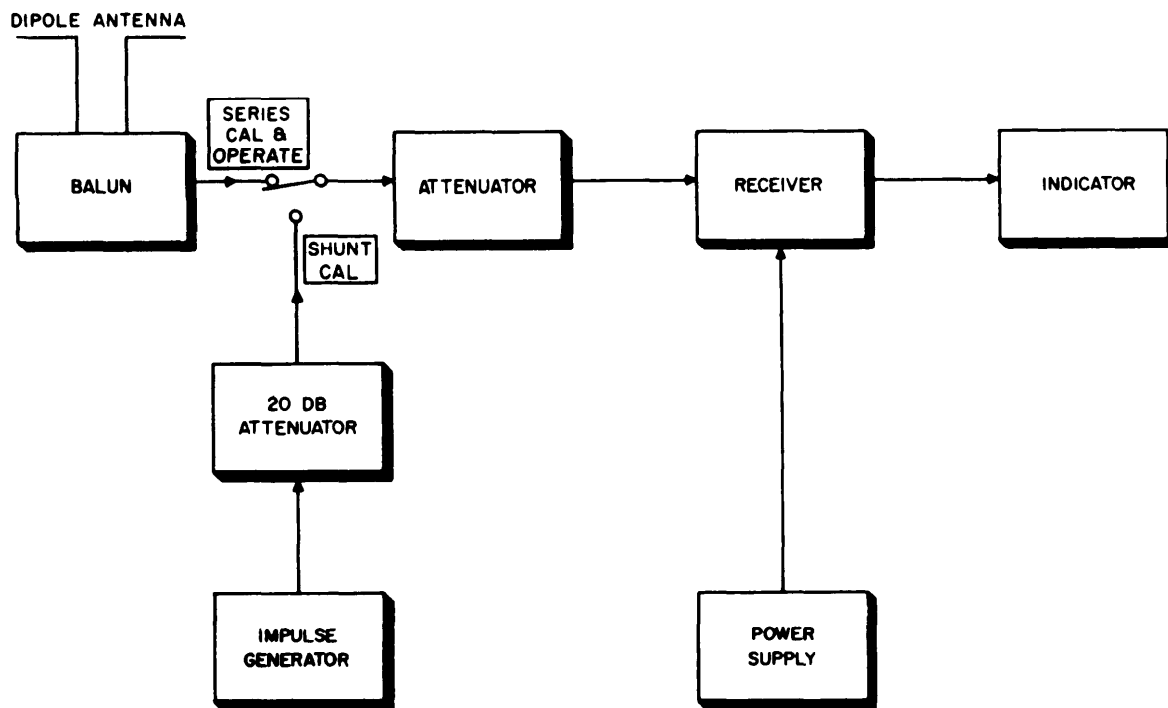 DIPOLE ANTENNA
SERIES
CAL &
OPERATE
BALUN
ATTENUATOR
RECEIVER
INDICATOR
SHUNT
CAL
20 DB
ATTENUATOR
IMPULSE
GENERATOR
POWER
SUPPLY